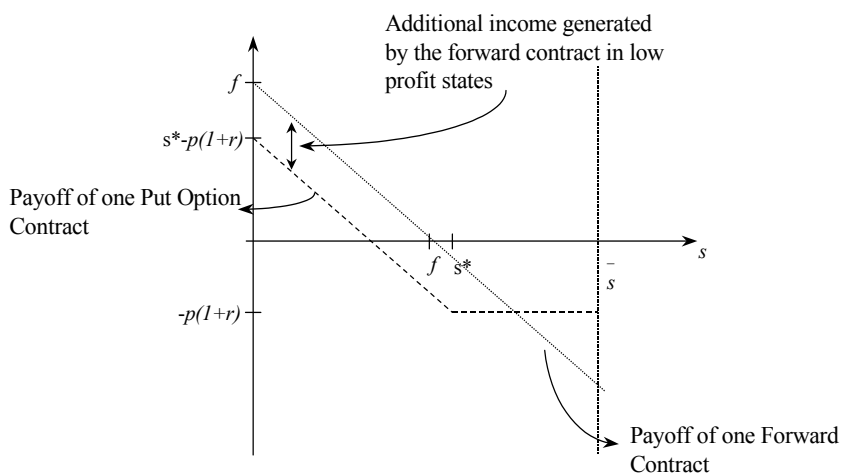 Additional income generated
by the forward contract in low
profit states
f
s*-p(1+r)
Payoff of one Put Option
Contract
f s* s̄ s
-p(1+r)
Payoff of one Forward
Contract